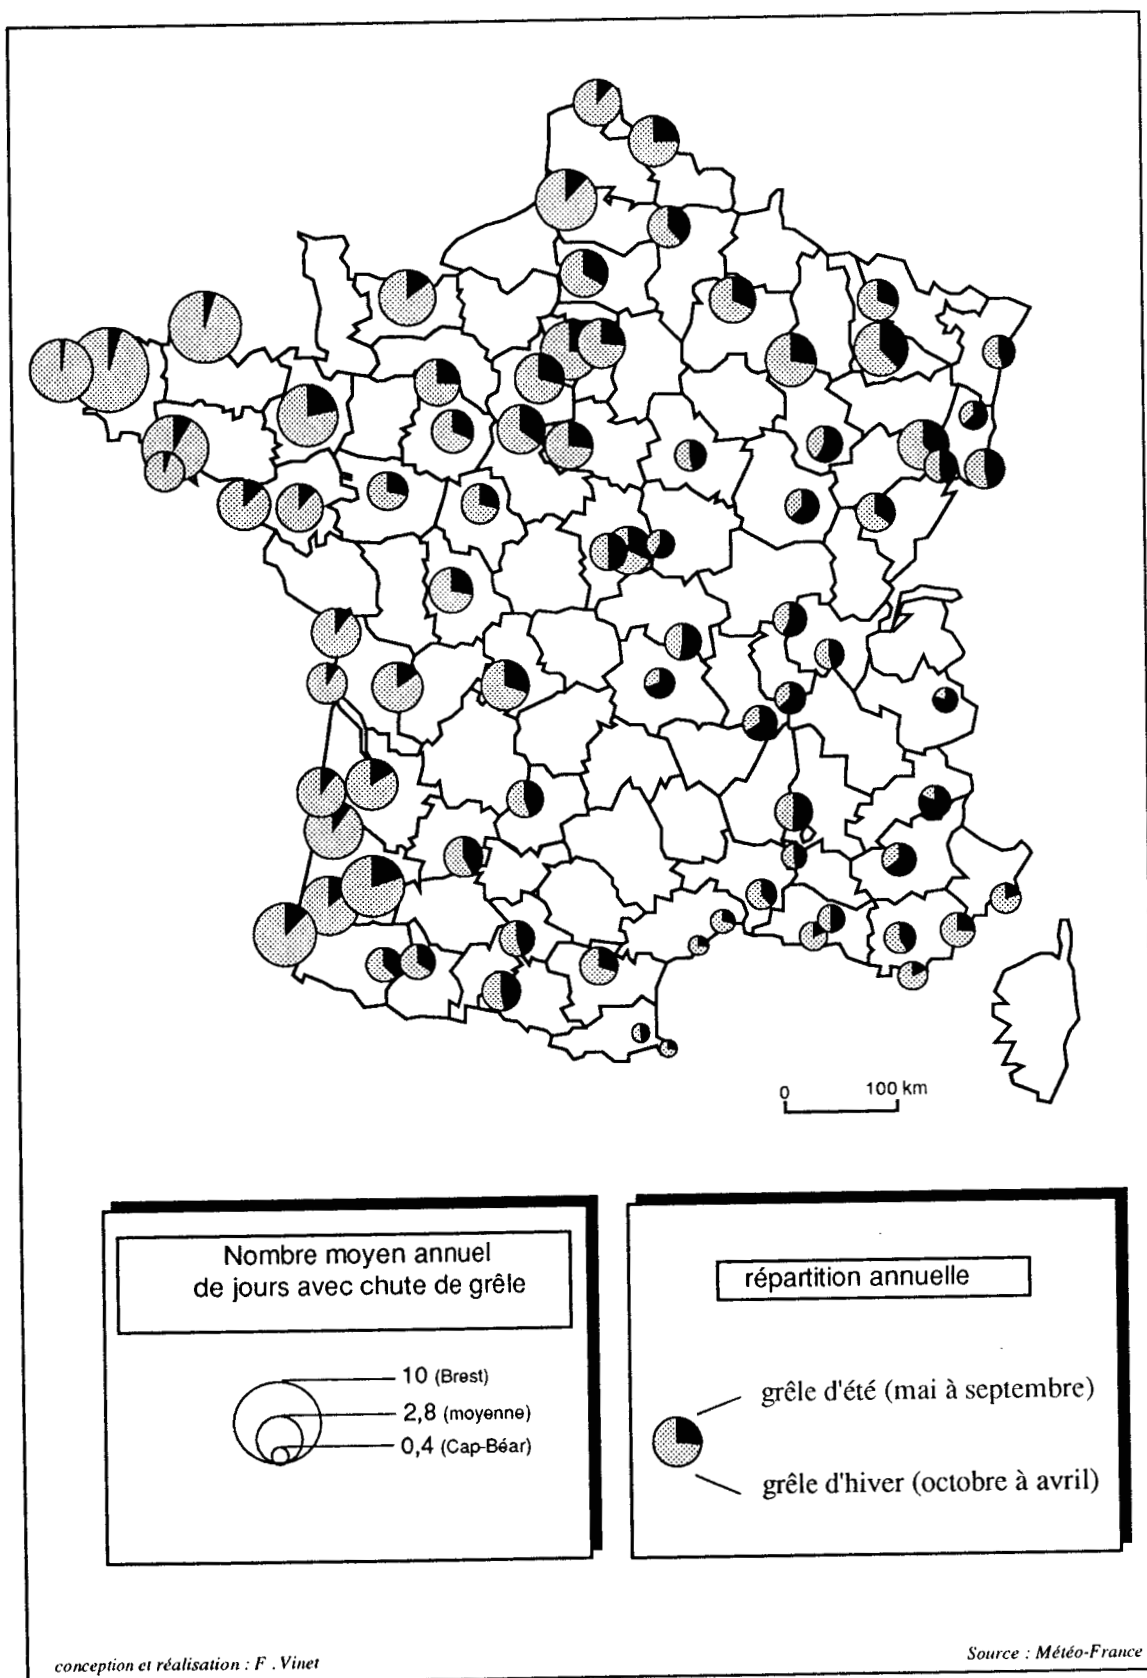 0 100 km
Nombre moyen annuel
de jours avec chute de grêle
10 (Brest)
2,8 (moyenne)
0,4 (Cap-Béar)
répartition annuelle
grêle d'été (mai à septembre)
grêle d'hiver (octobre à avril)
conception et réalisation : F . Vinet
Source : Météo-France